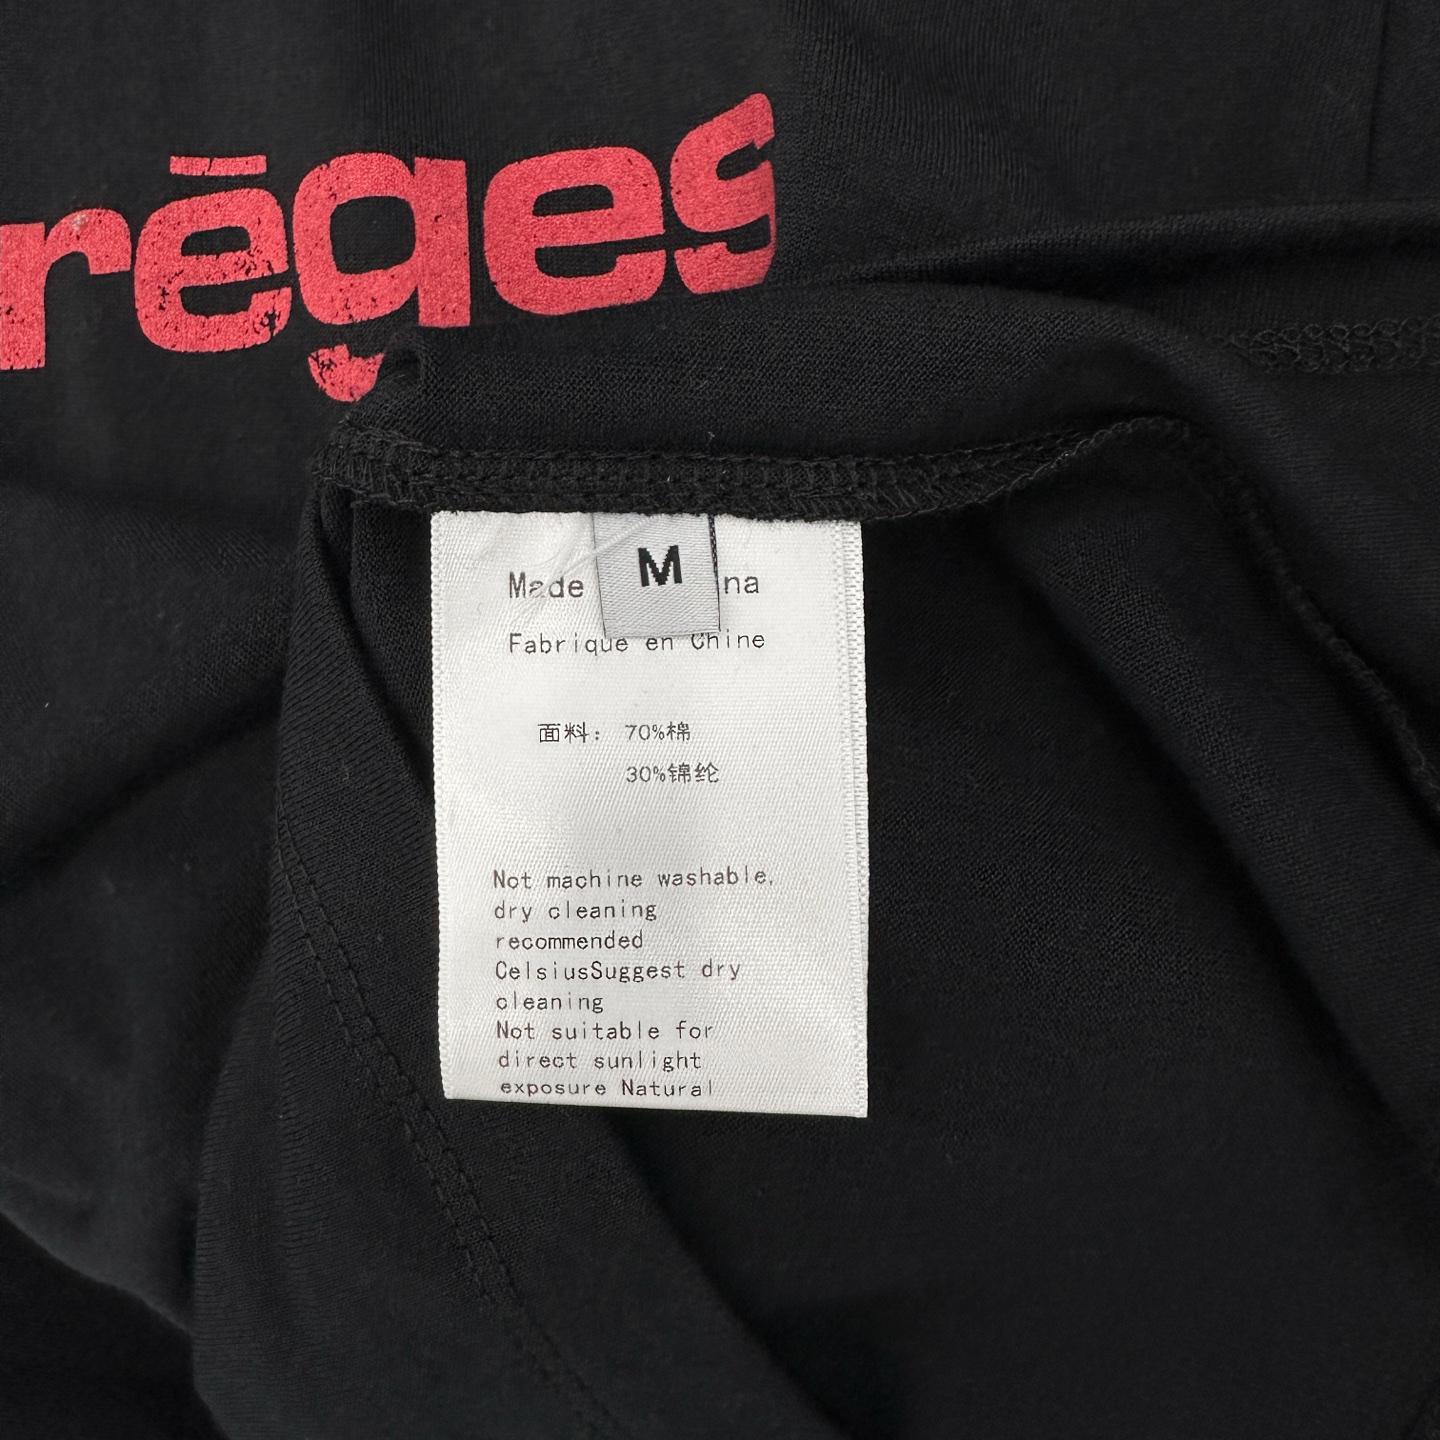 rēges
M
Made na
Fabrique en Chine
面料： 70%棉
30%锦纶
Not machine washable.
dry cleaning
recommended
CelsiusSuggest dry
cleaning
Not suitable for
direct sunlight
exposure Natural